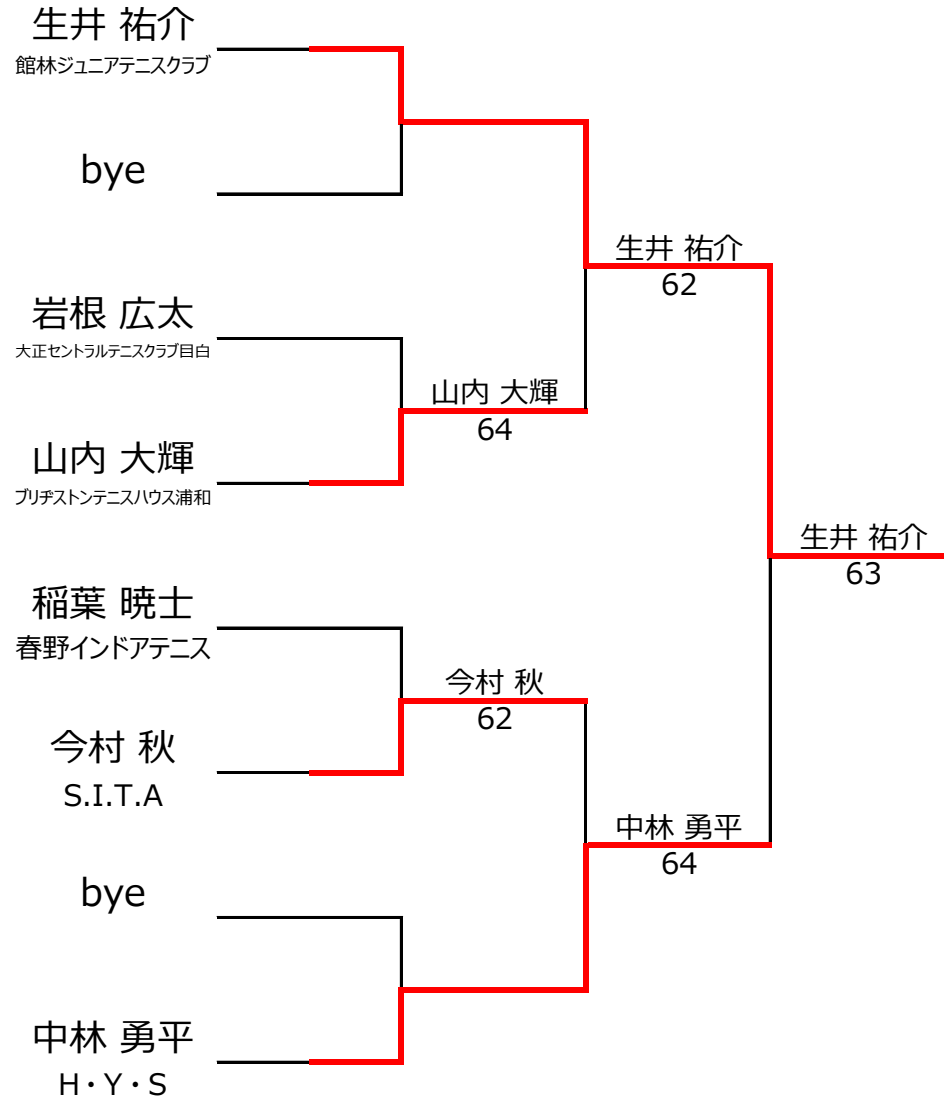 生井 祐介
館林ジュニアテニスクラブ
bye
岩根 広太
大正セントラルテニスクラブ目白
山内 大輝
ブリヂストンテニスハウス浦和
稲葉 暁士
春野インドアテニス
今村 秋
S.I.T.A
bye
中林 勇平
H・Y・S
山内 大輝
64
今村 秋
62
生井 祐介
62
中林 勇平
64
生井 祐介
63